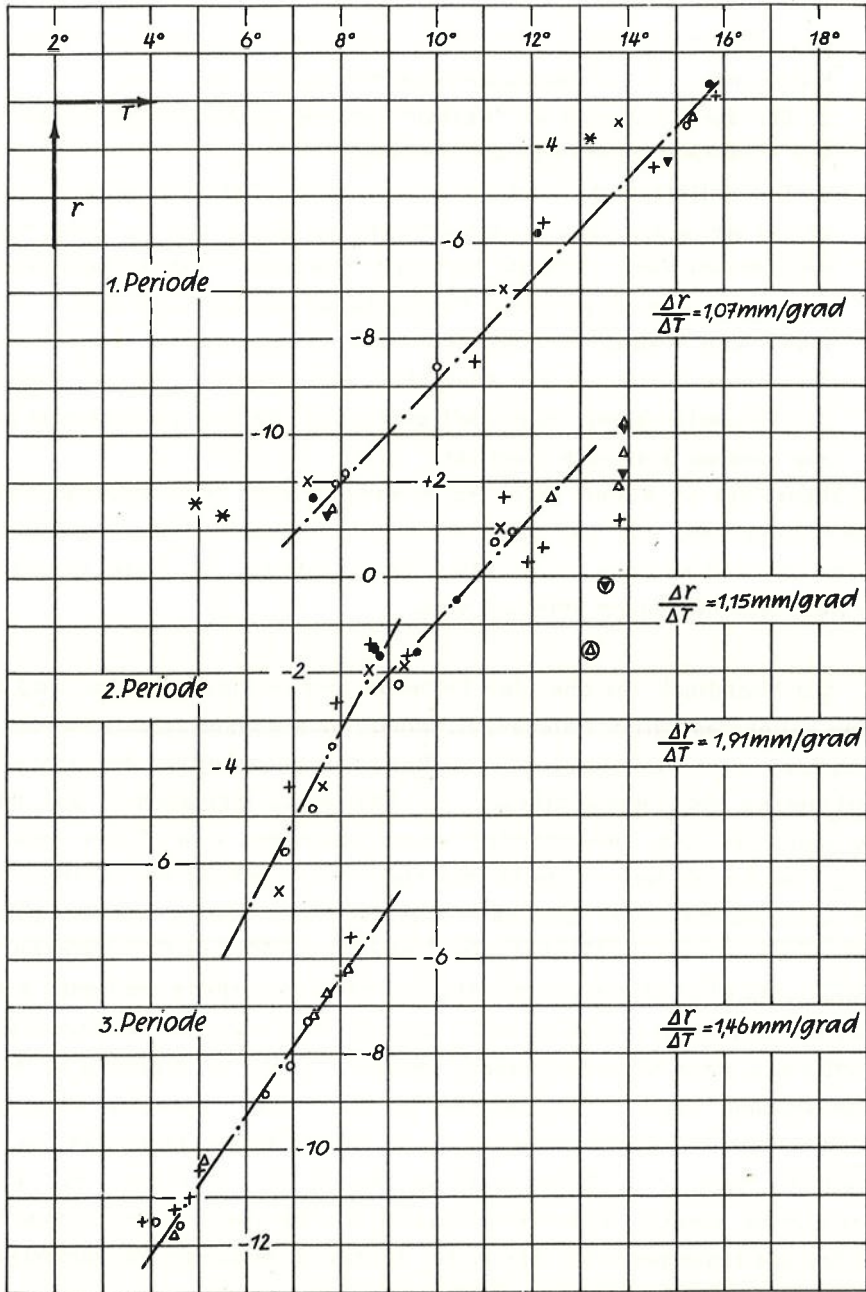 2° 4° 6° 8° 10° 12° 14° 16° 18°
T
-4
r
-6
1. Periode
Δr/ΔT = 1,07 mm/grad
-8
-10
+2
0
Δr/ΔT = 1,15 mm/grad
-2
2. Periode
Δr/ΔT = 1,91 mm/grad
-4
-6
-6
3. Periode
Δr/ΔT = 1,46 mm/grad
-8
-10
-12